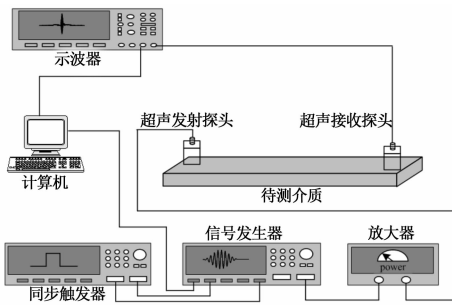 示波器
超声发射探头
超声接收探头
计算机
待测介质
信号发生器
放大器
power
同步触发器